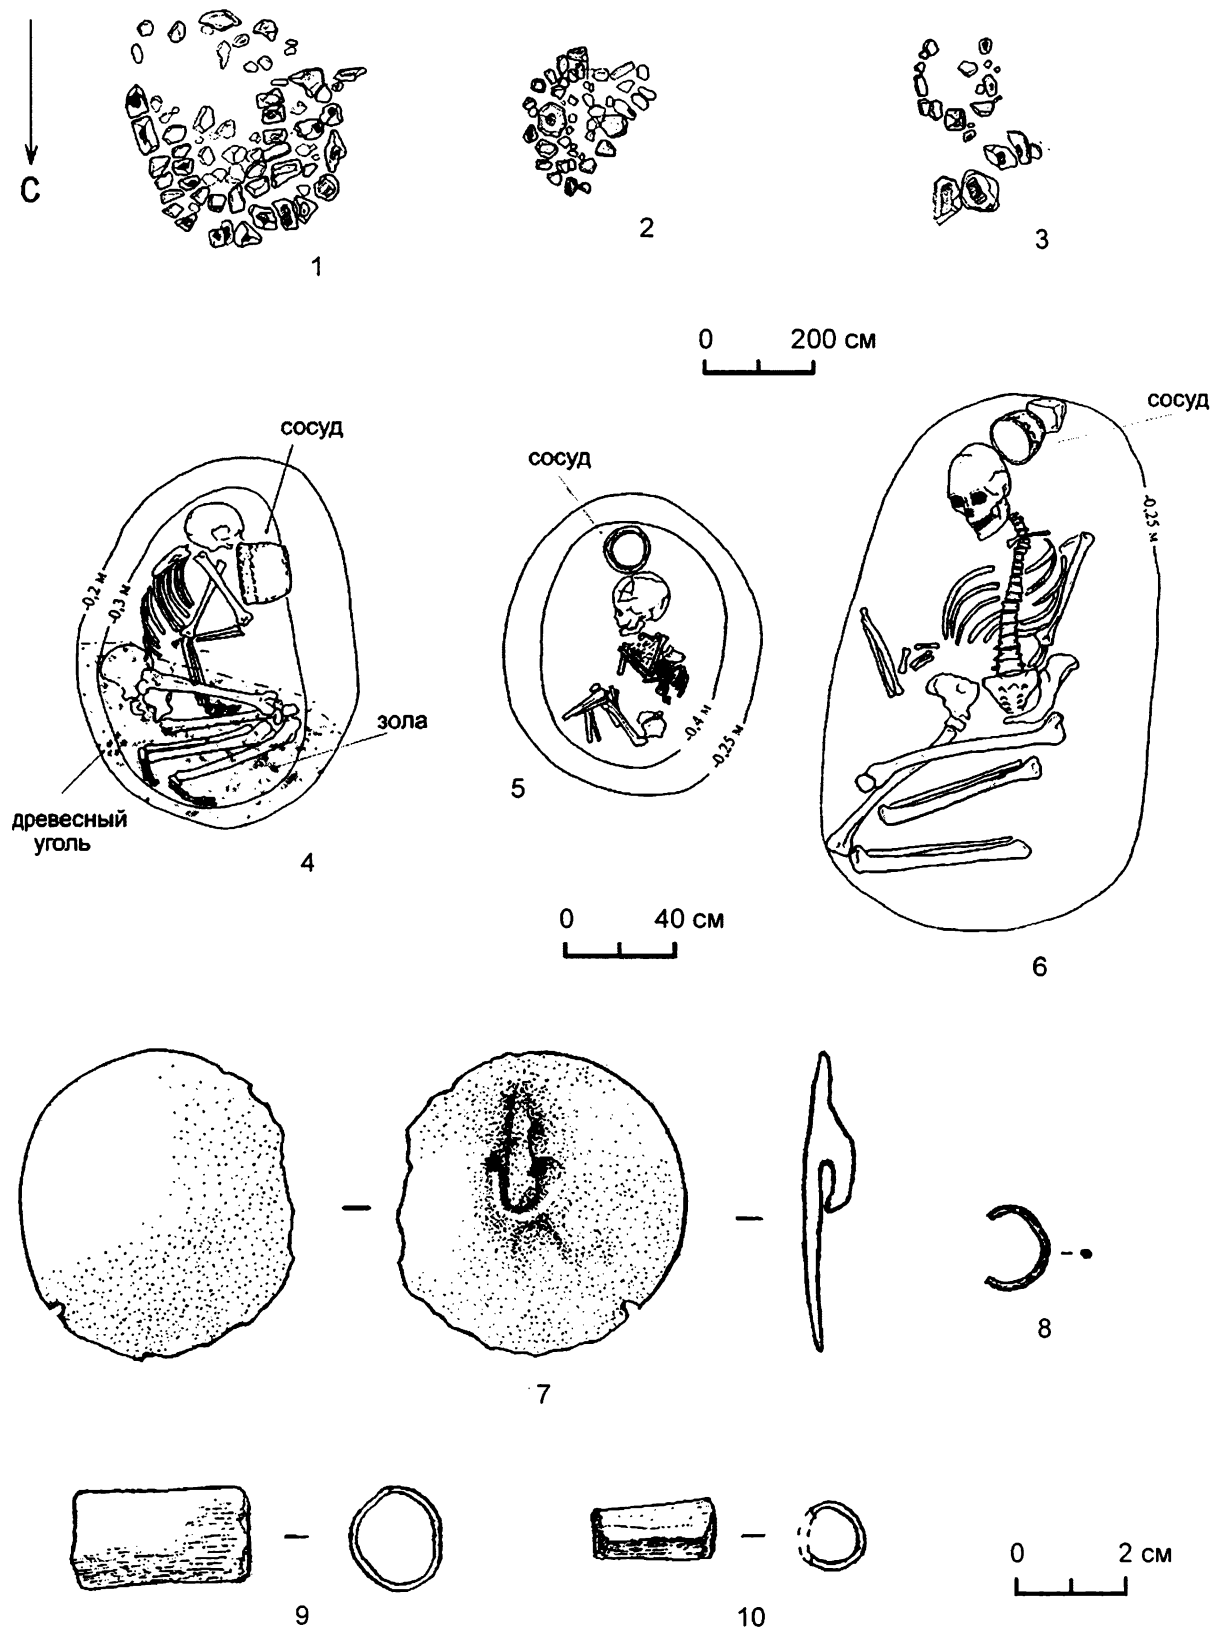 С
1
2
3
0 200 см
сосуд
-0,2 м
-0,3 м
зола
древесный
уголь
4
сосуд
-0,4 м
-0,25 м
5
сосуд
-0,25 м
6
0 40 см
7
8
9
10
0 2 см